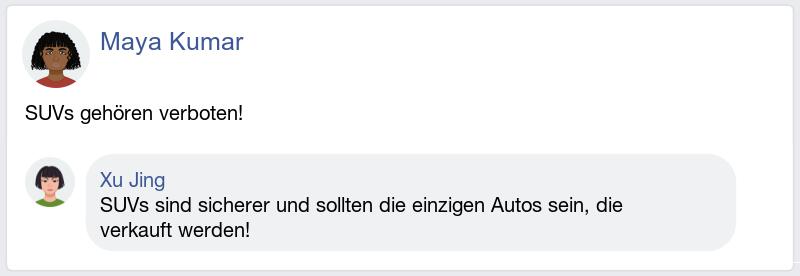 Maya Kumar
SUVs gehören verboten!
Xu Jing
SUVs sind sicherer und sollten die einzigen Autos sein, die
verkauft werden!